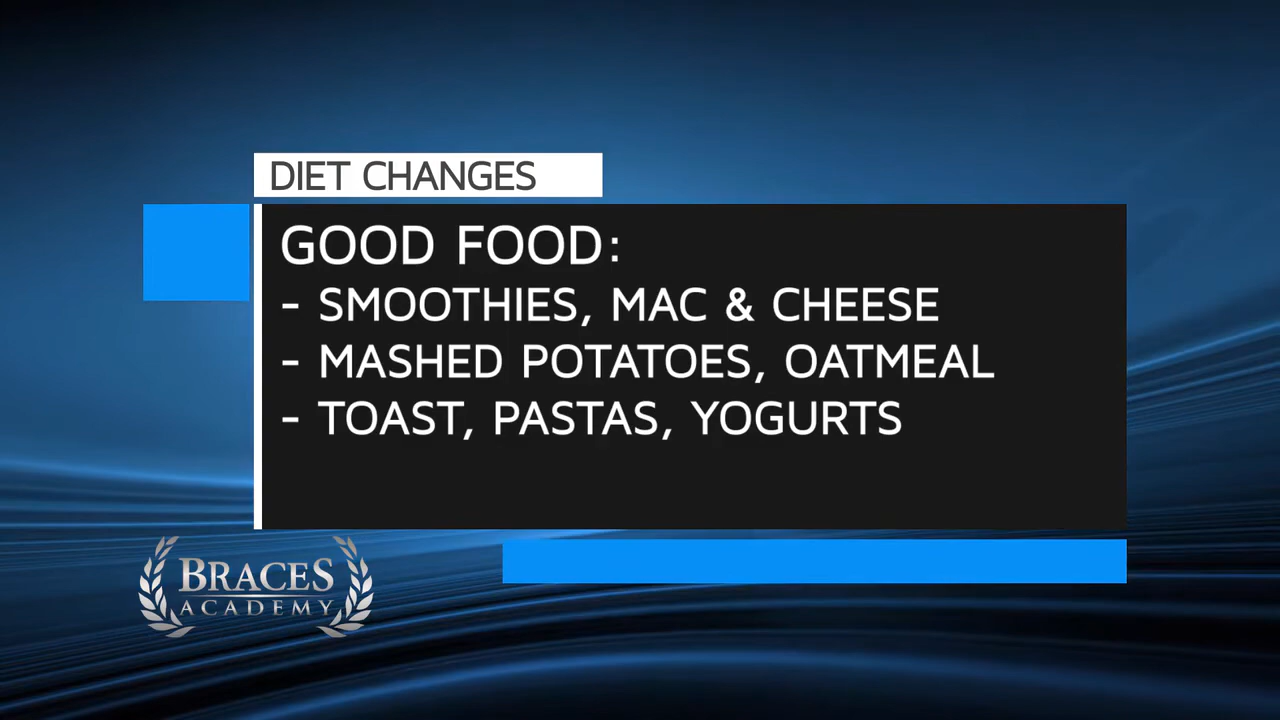 DIET CHANGES
GOOD FOOD:
- SMOOTHIES, MAC & CHEESE
- MASHED POTATOES, OATMEAL
- TOAST, PASTAS, YOGURTS
BRACES
ACADEMY